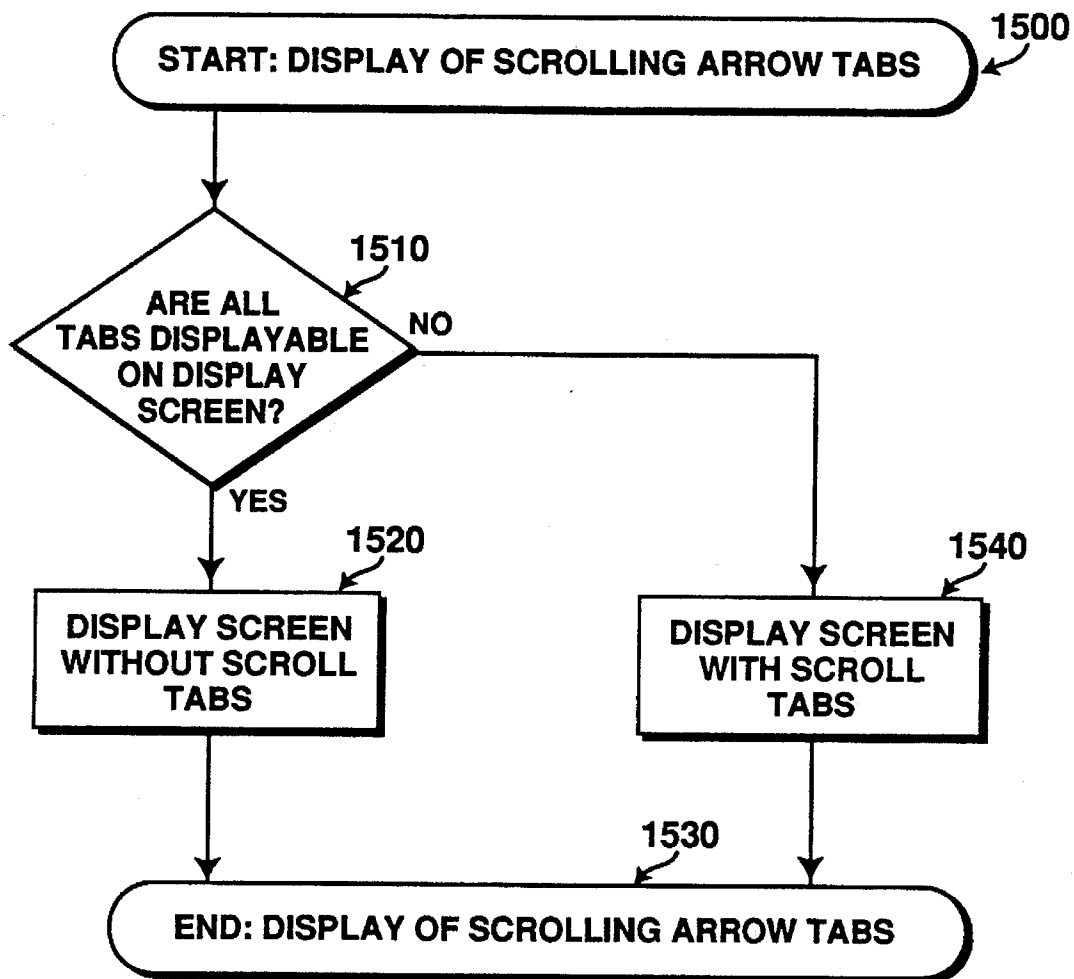 1500
START: DISPLAY OF SCROLLING ARROW TABS
1510
ARE ALL
TABS DISPLAYABLE
ON DISPLAY
SCREEN?
NO
YES
1520
DISPLAY SCREEN
WITHOUT SCROLL
TABS
1540
DISPLAY SCREEN
WITH SCROLL
TABS
1530
END: DISPLAY OF SCROLLING ARROW TABS